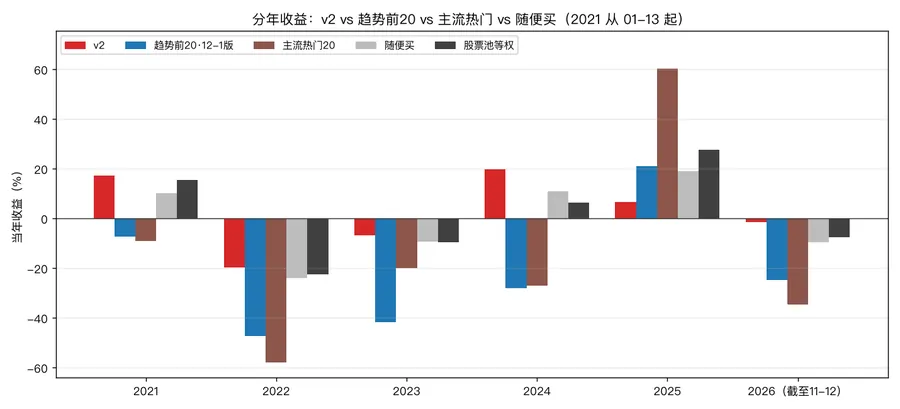 分年收益：v2 vs 趋势前20 vs 主流热门 vs 随便买（2021 从 01-13 起）
v2 趋势前20·12-1版 主流热门20 随便买 股票池等权
当年收益（%）
60
40
20
0
−20
−40
−60
2021 2022 2023 2024 2025 2026（截至11-12）